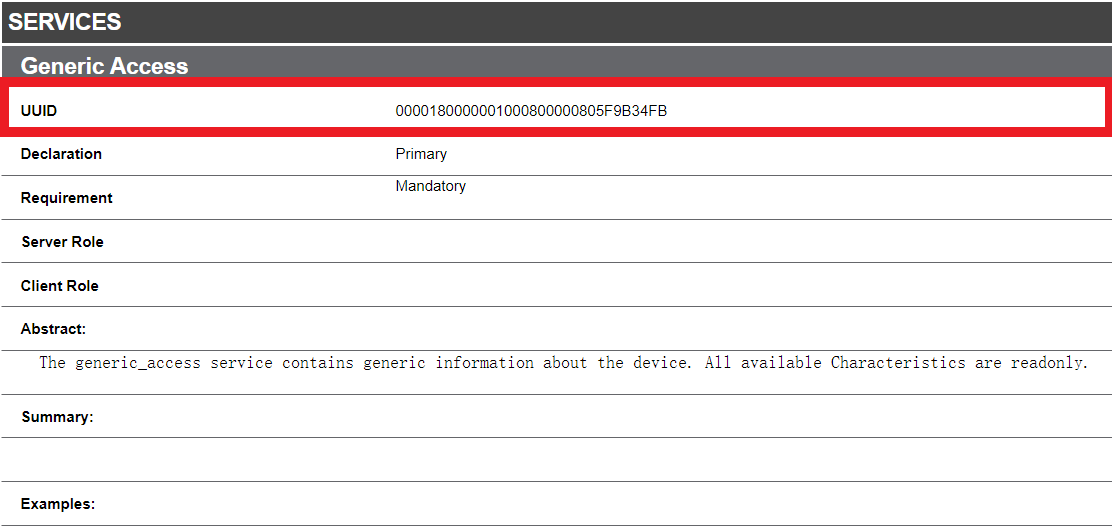 SERVICES
Generic Access
UUID 0000180000001000800000805F9B34FB
Declaration Primary
Requirement Mandatory
Server Role
Client Role
Abstract:
The generic_access service contains generic information about the device. All available Characteristics are readonly.
Summary:
Examples: